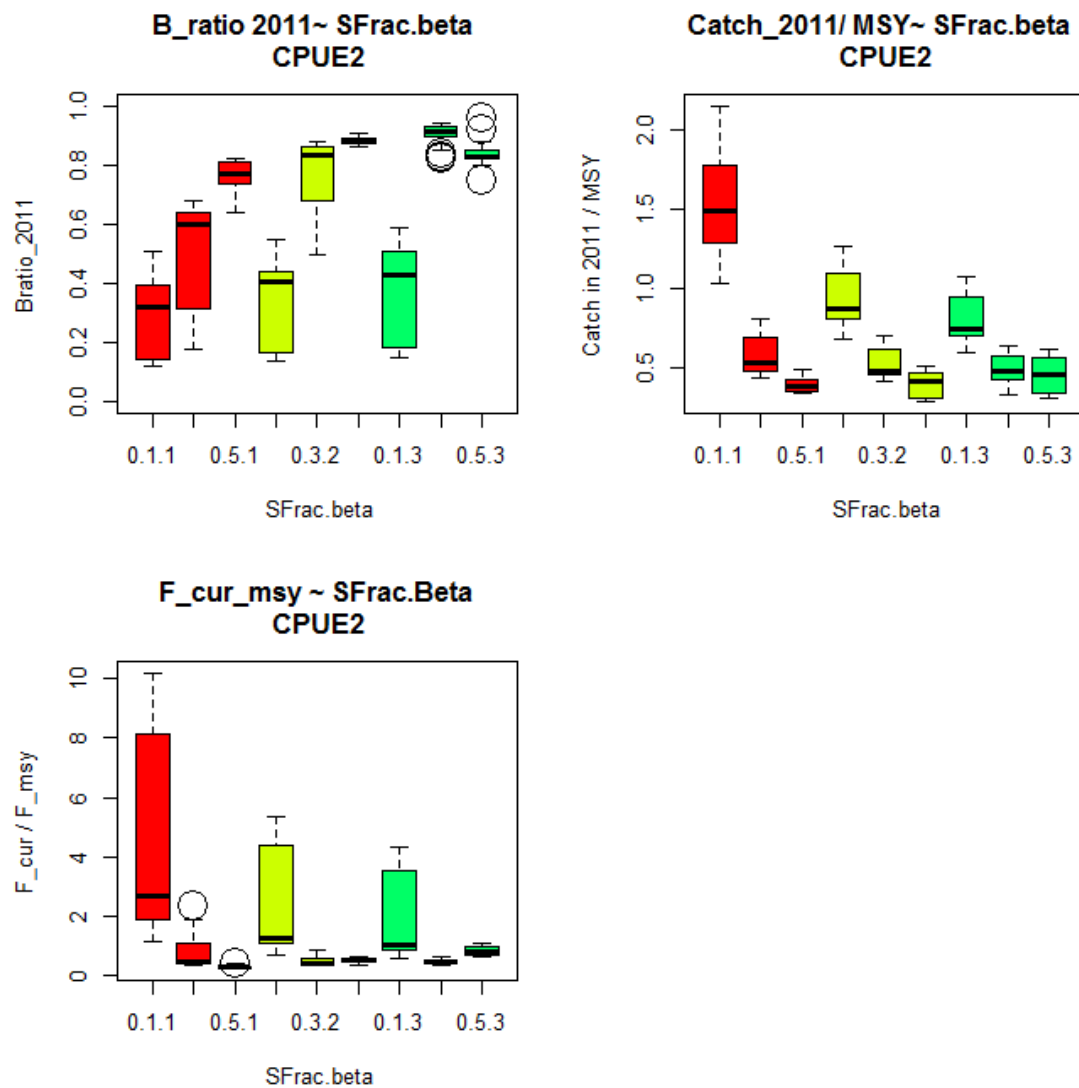 B_ratio 2011~ SFrac.beta
CPUE2
Bratio_2011
1.0
0.8
0.6
0.4
0.2
0.0
0.1.1
0.5.1
0.3.2
0.1.3
0.5.3
SFrac.beta
Catch_2011/ MSY~ SFrac.beta
CPUE2
Catch in 2011 / MSY
2.0
1.5
1.0
0.5
0.1.1
0.5.1
0.3.2
0.1.3
0.5.3
SFrac.beta
F_cur_msy ~ SFrac.Beta
CPUE2
F_cur / F_msy
10
8
6
4
2
0
0.1.1
0.5.1
0.3.2
0.1.3
0.5.3
SFrac.beta